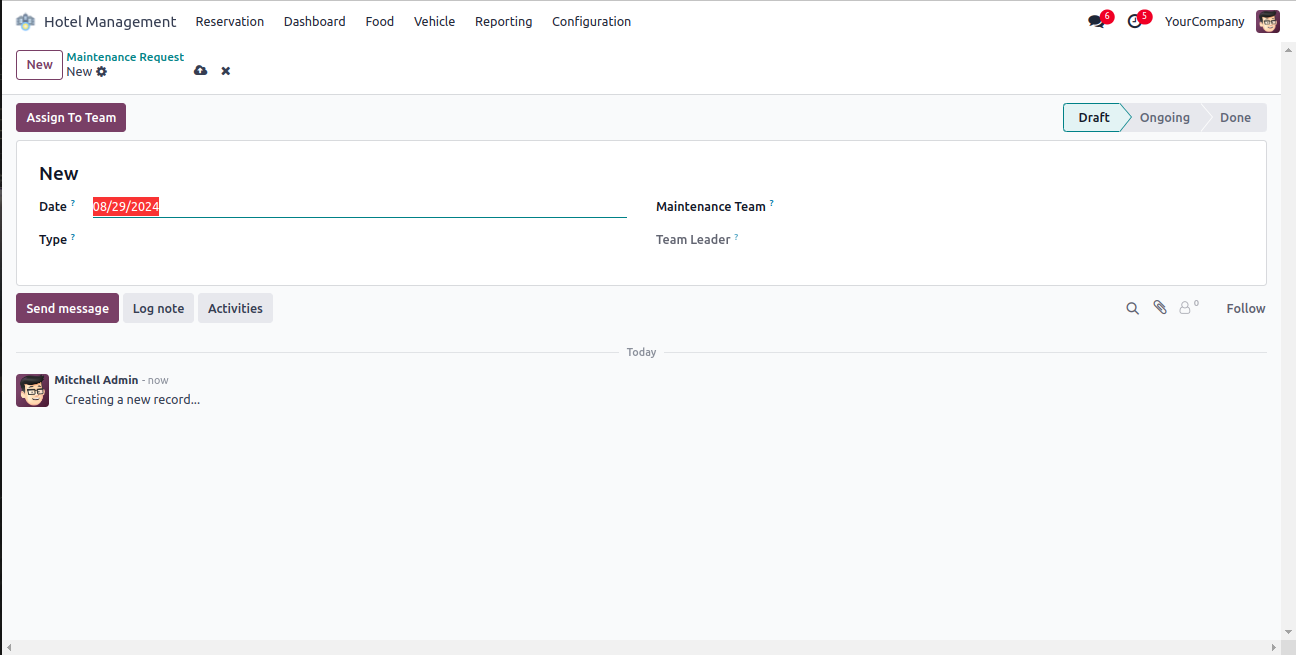 Hotel Management Reservation Dashboard Food Vehicle Reporting Configuration 6 5 YourCompany
New Maintenance Request
New
Assign To Team Draft Ongoing Done
New
Date ? 08/29/2024 Maintenance Team ?
Type ? Team Leader ?
Send message Log note Activities 0 Follow
Today
Mitchell Admin - now
Creating a new record...